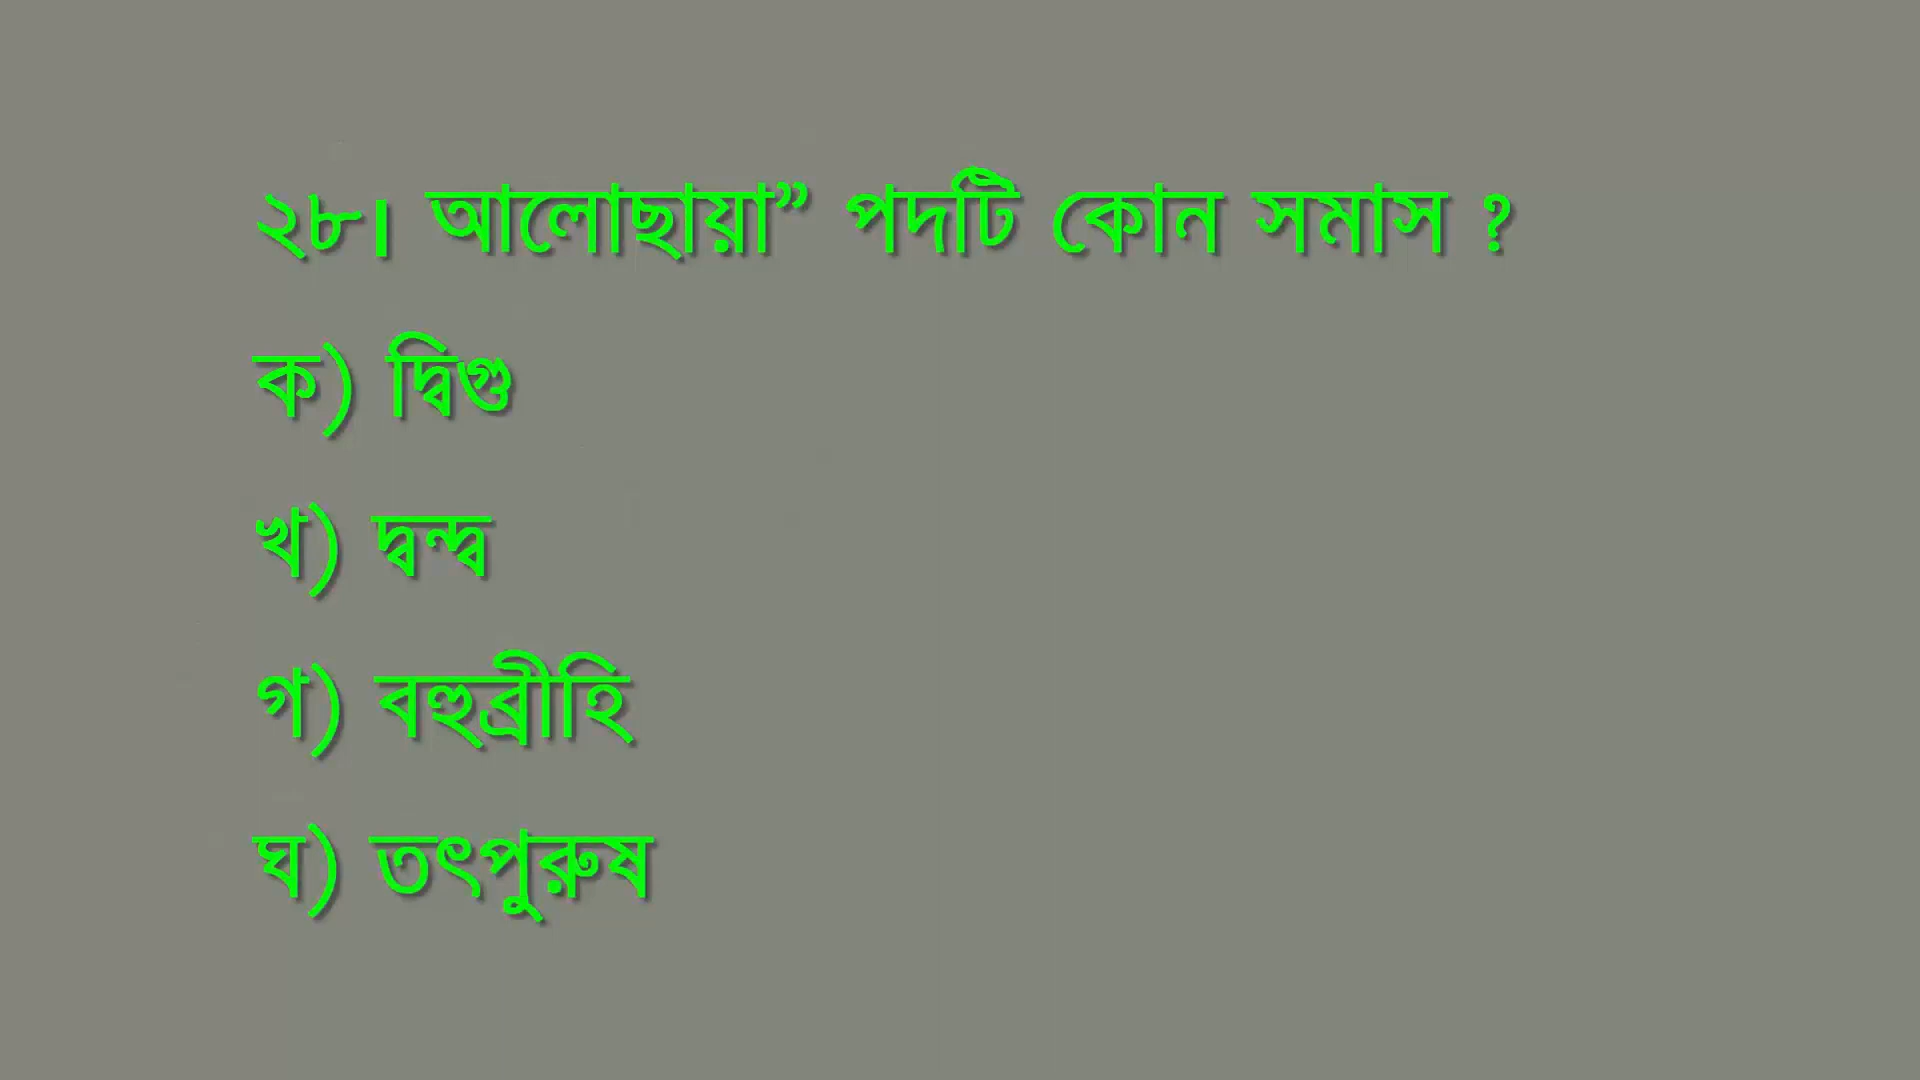 ২৮। আলোছায়া” পদটি কোন সমাস ?
ক) দ্বিগু
খ) দ্বন্দ্ব
গ) বহুব্রীহি
ঘ) তৎপুরুষ